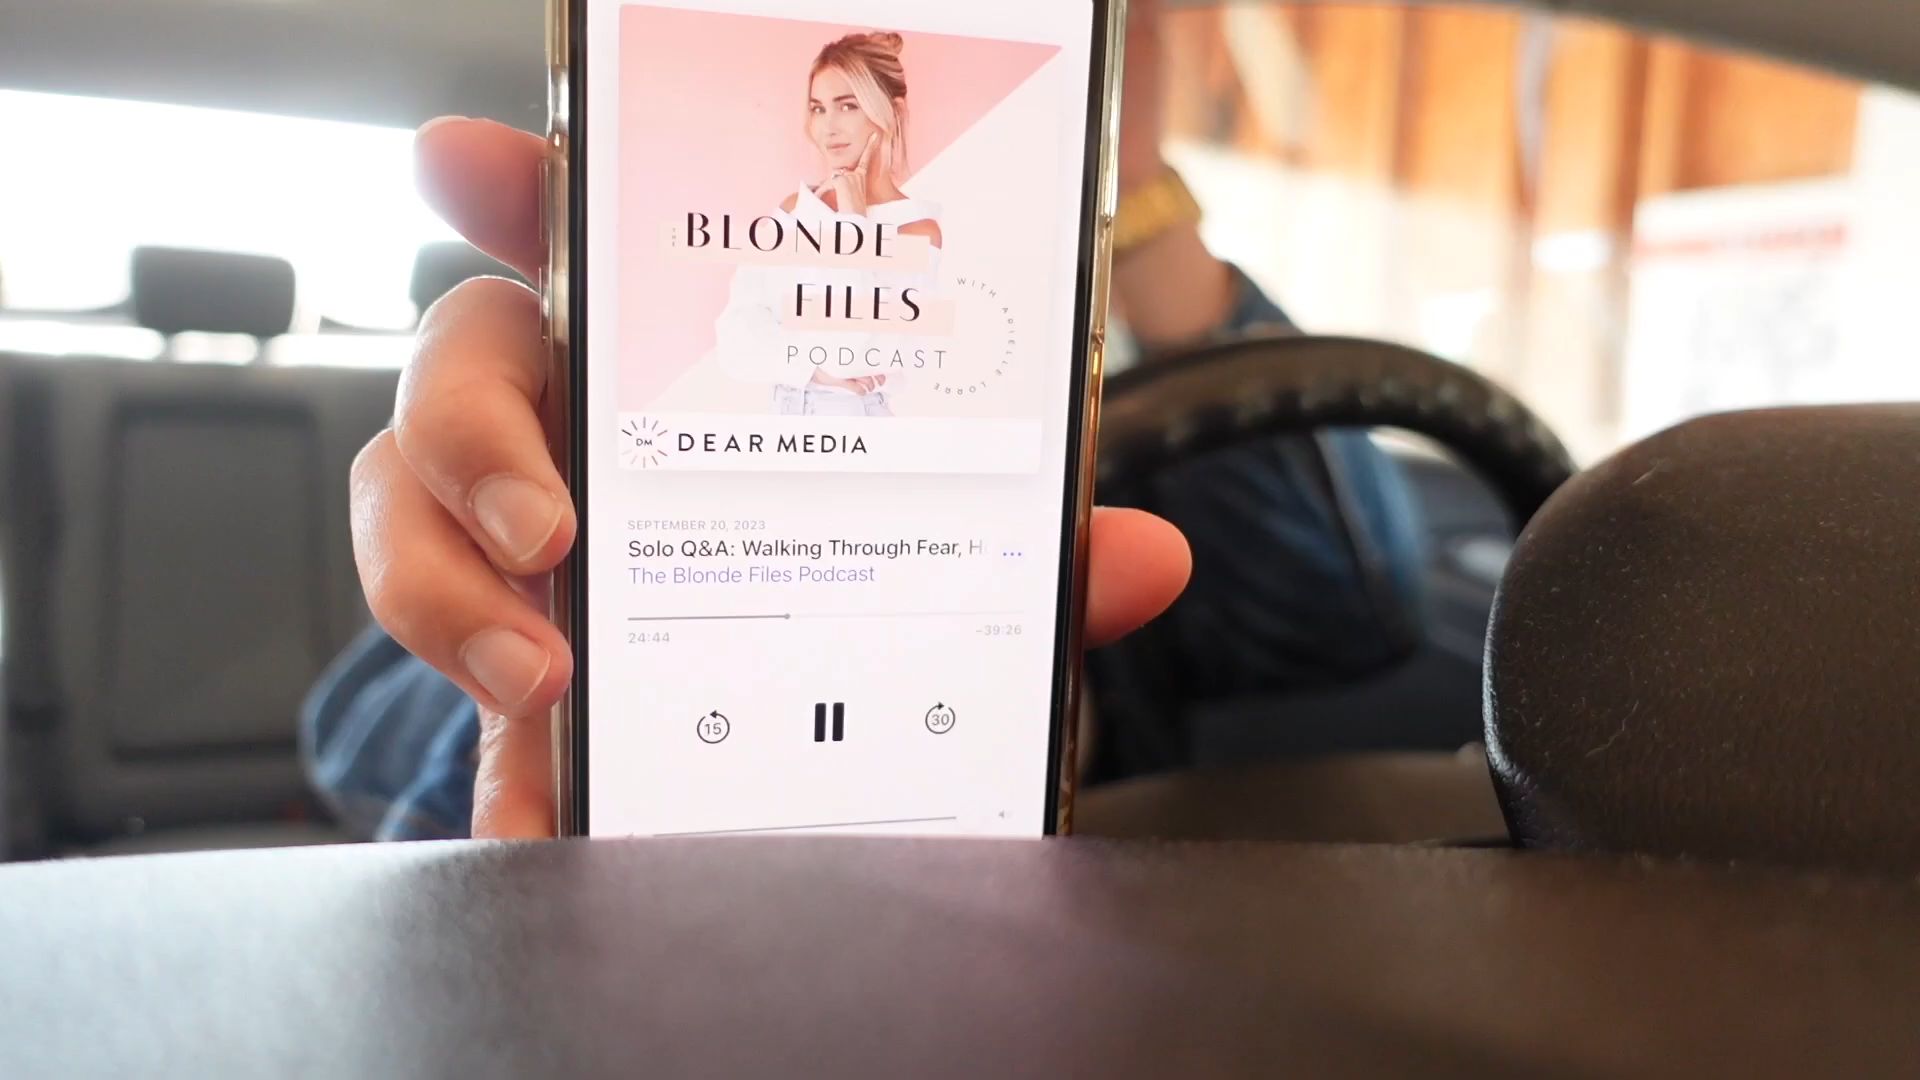 THE BLONDE
FILES
PODCAST
WITH ARIELLE LORRE
DM
DEAR MEDIA
SEPTEMBER 20, 2023
Solo Q&A: Walking Through Fear, H
The Blonde Files Podcast
24:44
-39:26
15
30